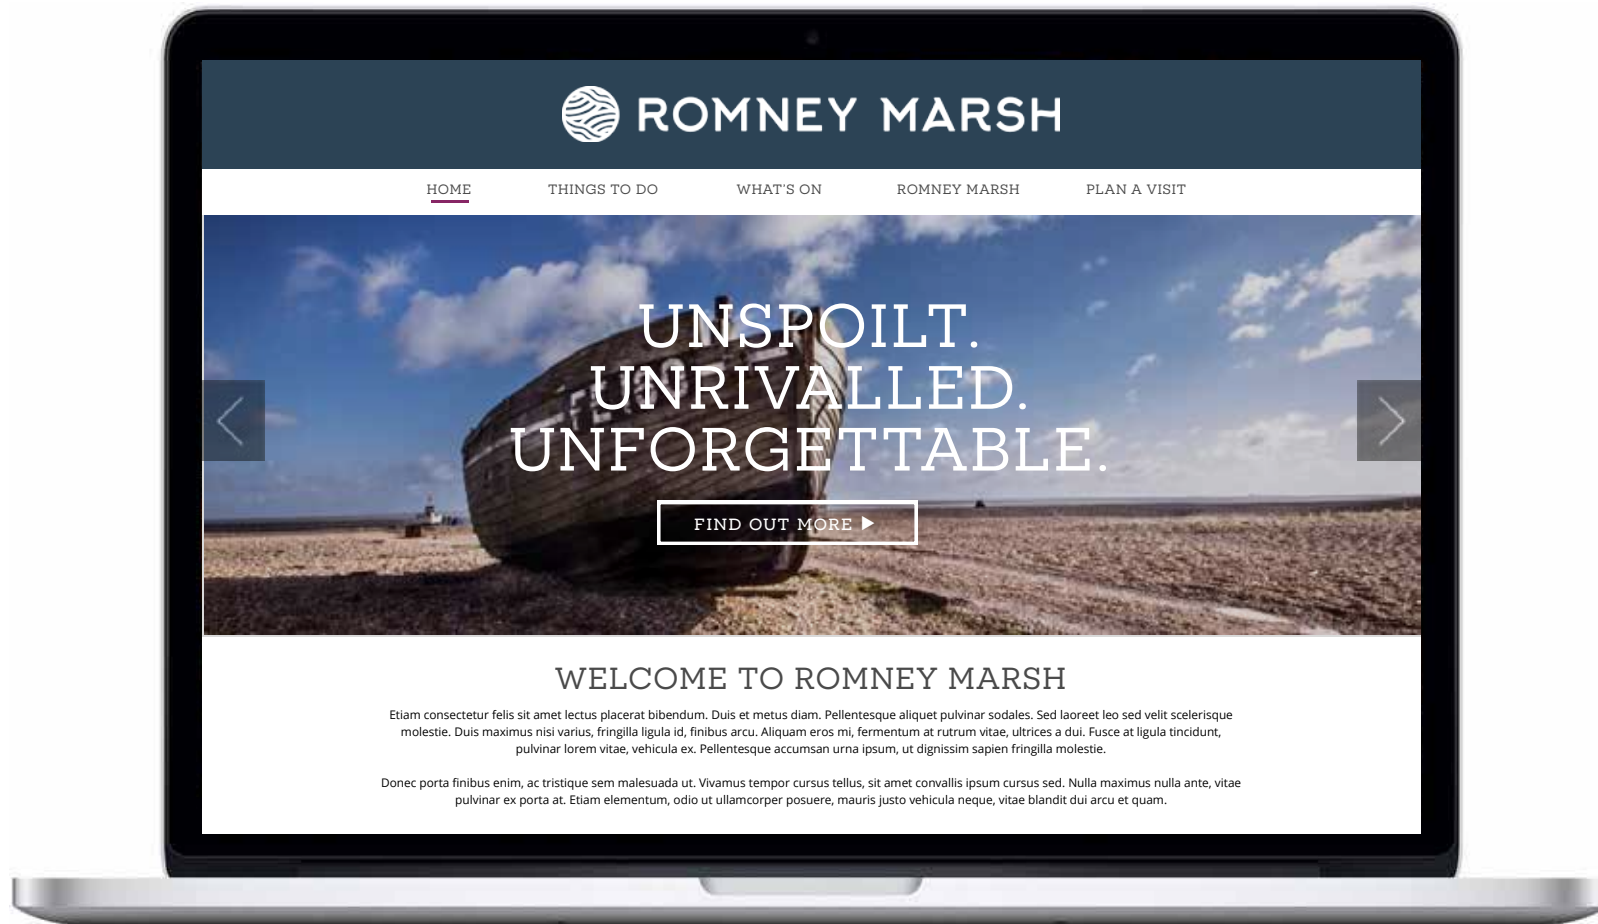 ROMNEY MARSH
HOME THINGS TO DO WHAT'S ON ROMNEY MARSH PLAN A VISIT
UNSPOILT.
UNRIVALLED.
UNFORGETTABLE.
FIND OUT MORE
WELCOME TO ROMNEY MARSH
Etiam consectetur felis sit amet lectus placerat bibendum. Duis et metus diam. Pellentesque aliquet pulvinar sodales. Sed laoreet leo sed velit scelerisque
molestie. Duis maximus nisi varius, fringilla ligula id, finibus arcu. Aliquam eros mi, fermentum at rutrum vitae, ultrices a dui. Fusce at ligula tincidunt,
pulvinar lorem vitae, vehicula ex. Pellentesque accumsan urna ipsum, ut dignissim sapien fringilla molestie.
Donec porta finibus enim, ac tristique sem malesuada ut. Vivamus tempor cursus tellus, sit amet convallis ipsum cursus sed. Nulla maximus nulla ante, vitae
pulvinar ex porta at. Etiam elementum, odio ut ullamcorper posuere, mauris justo vehicula neque, vitae blandit dui arcu et quam.